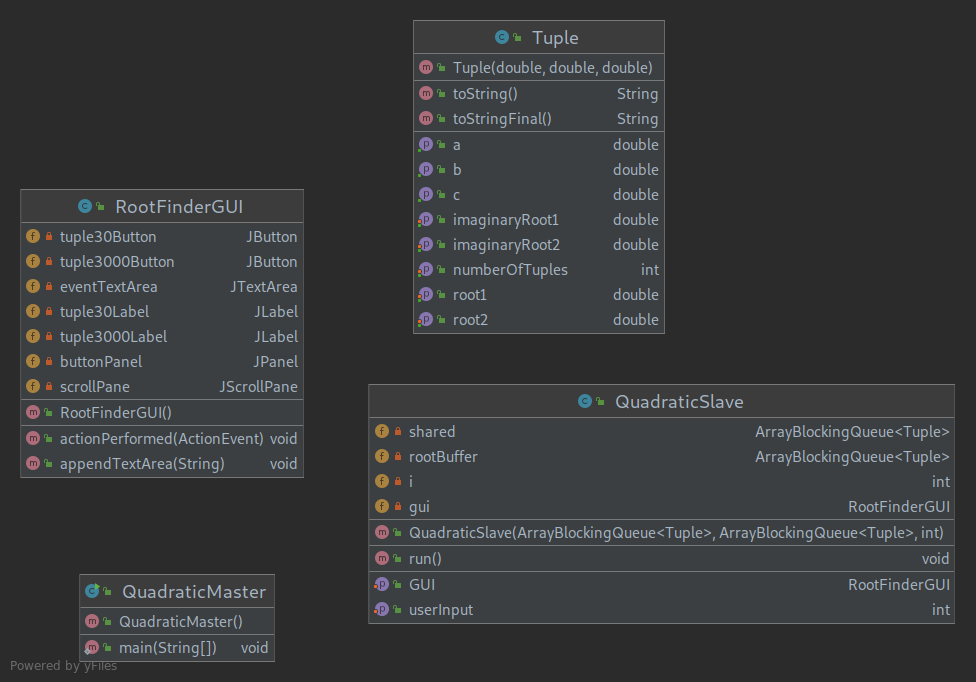 Tuple
Tuple(double, double, double)
toString() String
toStringFinal() String
a double
b double
c double
imaginaryRoot1 double
imaginaryRoot2 double
numberOfTuples int
root1 double
root2 double
RootFinderGUI
tuple30Button JButton
tuple3000Button JButton
eventTextArea JTextArea
tuple30Label JLabel
tuple3000Label JLabel
buttonPanel JPanel
scrollPane JScrollPane
RootFinderGUI()
actionPerformed(ActionEvent) void
appendTextArea(String) void
QuadraticSlave
shared ArrayBlockingQueue<Tuple>
rootBuffer ArrayBlockingQueue<Tuple>
i int
gui RootFinderGUI
QuadraticSlave(ArrayBlockingQueue<Tuple>, ArrayBlockingQueue<Tuple>, int)
run() void
GUI RootFinderGUI
userInput int
QuadraticMaster
QuadraticMaster()
main(String[]) void
Powered by yFiles